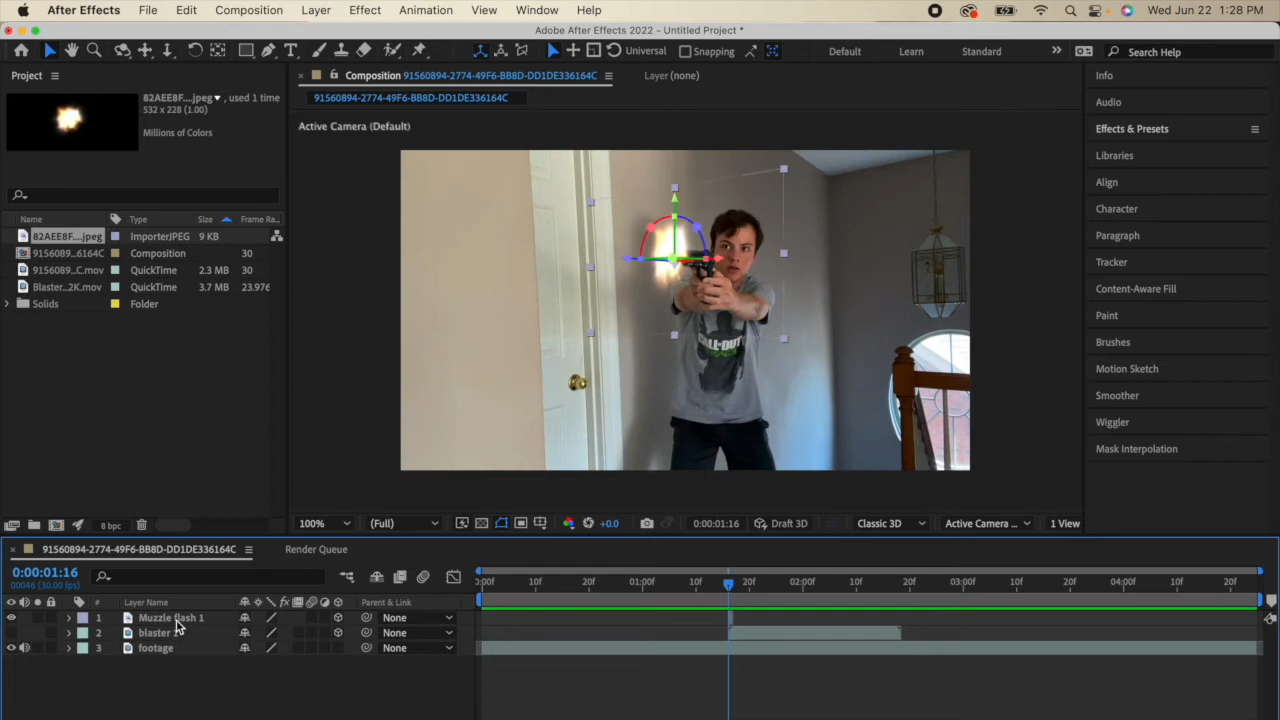 After Effects File Edit Composition Layer Effect Animation View Window Help Wed Jun 22 1:28 PM
Adobe After Effects 2022 - Untitled Project *
Universal Snapping Default Learn Standard Search Help
Project
Composition 91560894-2774-49F6-BB8D-DD1DE336164C Layer (none)
Info
82AEE8F....jpeg, used 1 time
532 x 228 (1.00)
Millions of Colors
91560894-2774-49F6-BB8D-DD1DE336164C
Active Camera (Default)
Audio
Effects & Presets
Libraries
Align
Character
Paragraph
Tracker
Content-Aware Fill
Paint
Brushes
Motion Sketch
Smoother
Wiggler
Mask Interpolation
Name Type Size Frame Ra...
82AEE8F....jpeg ImporterJPEG 9 KB
9156089...6164C Composition 30
9156089...C.mov QuickTime 2.3 MB 30
Blaster...2K.mov QuickTime 3.7 MB 23.976
Solids Folder
CALL OF DUTY
8 bpc
100% (Full) +0.0 0:00:01:16 Draft 3D Classic 3D Active Camera ... 1 View
91560894-2774-49F6-BB8D-DD1DE336164C Render Queue
0:00:01:16
00046 (30.00 fps)
:00f 10f 20f 01:00f 10f 20f 02:00f 10f 20f 03:00f 10f 20f 04:00f 10f 20f
# Layer Name fx Parent & Link
1 Muzzle flash 1 None
2 blaster None
3 footage None